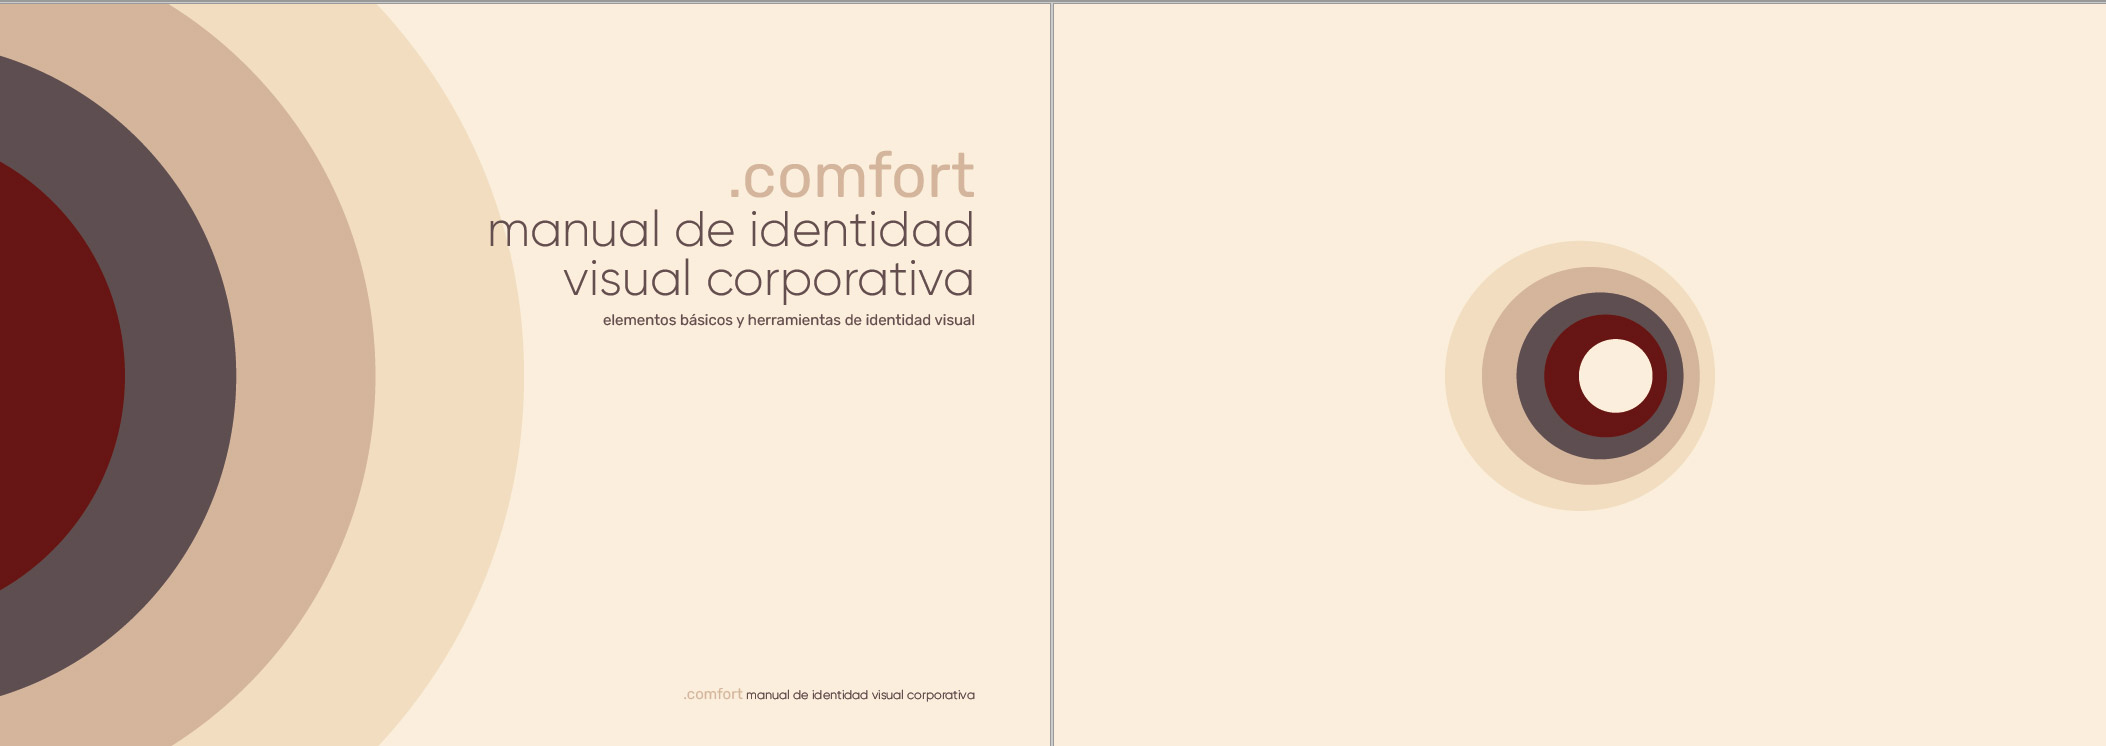 .comfort
manual de identidad
visual corporativa
elementos básicos y herramientas de identidad visual
.comfort manual de identidad visual corporativa